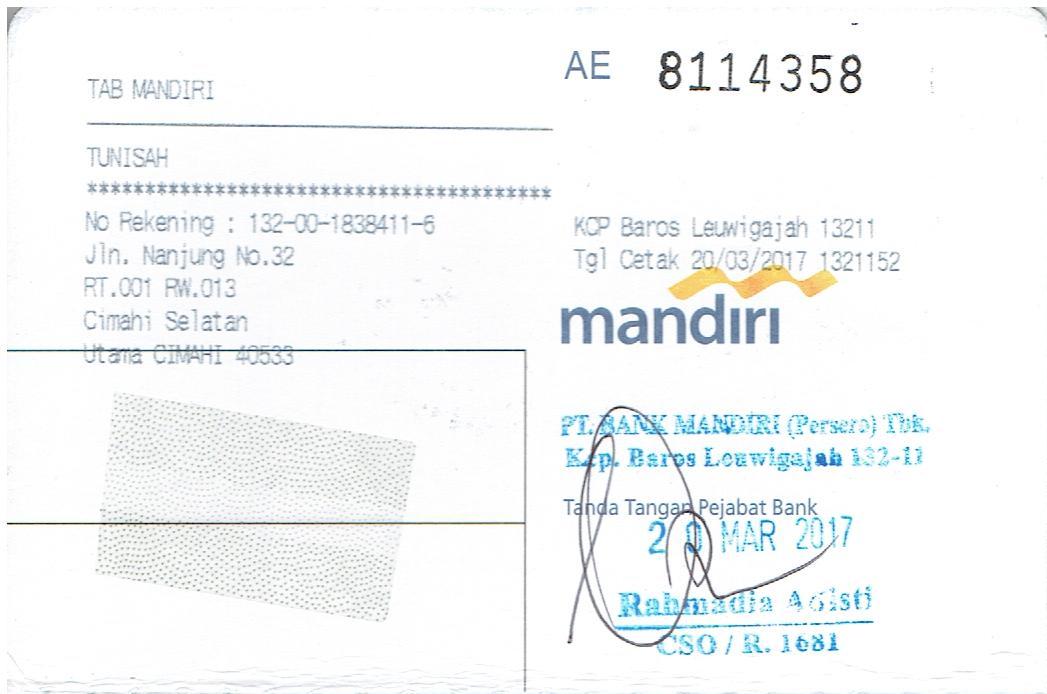 AE 8114358
TAB MANDIRI
TUNISAH
****************************************
No Rekening : 132-00-1838411-6
Jln. Nanjung No.32
RT.001 RW.013
Cimahi Selatan
Utama CIMAHI 40533
KCP Baros Leuwigajah 13211
Tgl Cetak 20/03/2017 1321152
mandiri
PT. BANK MANDIRI (Persero) Tbk.
Kcp. Baros Leuwigajah 132-11
Tanda Tangan Pejabat Bank
20 MAR 2017
Rahmadia Adisti
CSO / R. 1681